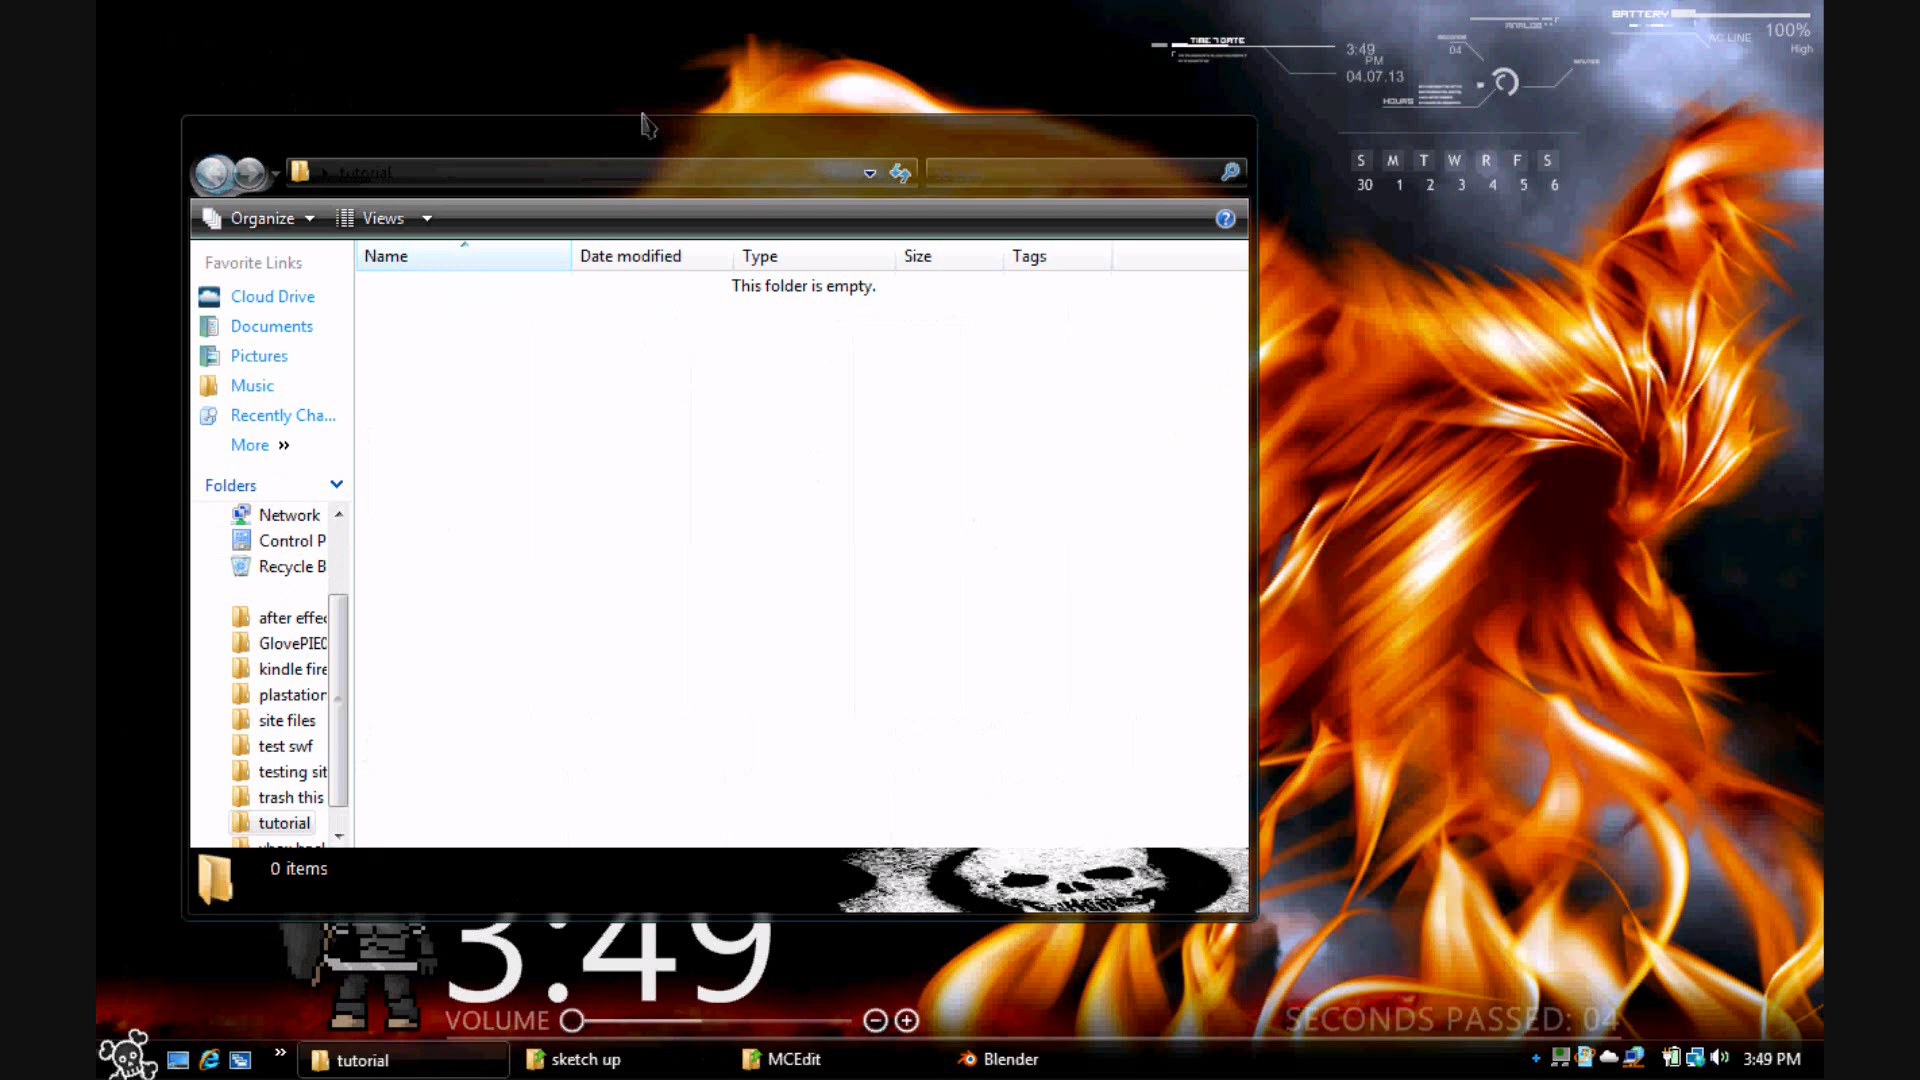 BATTERY
100%
AC LINE
High
ANALOG
TIME DATE
3:49
PM
04.07.13
SECONDS
04
MINUTES
HOURS
S M T W R F S
30 1 2 3 4 5 6
tutorial
Organize
Views
Favorite Links
Cloud Drive
Documents
Pictures
Music
Recently Cha...
More »
Folders
Network
Control P
Recycle B
after effec
GlovePIE0
kindle fire
plastation
site files
test swf
testing sit
trash this
tutorial
Name
Date modified
Type
Size
Tags
This folder is empty.
0 items
3:49
VOLUME
SECONDS PASSED: 04
»
tutorial
sketch up
MCEdit
Blender
3:49 PM